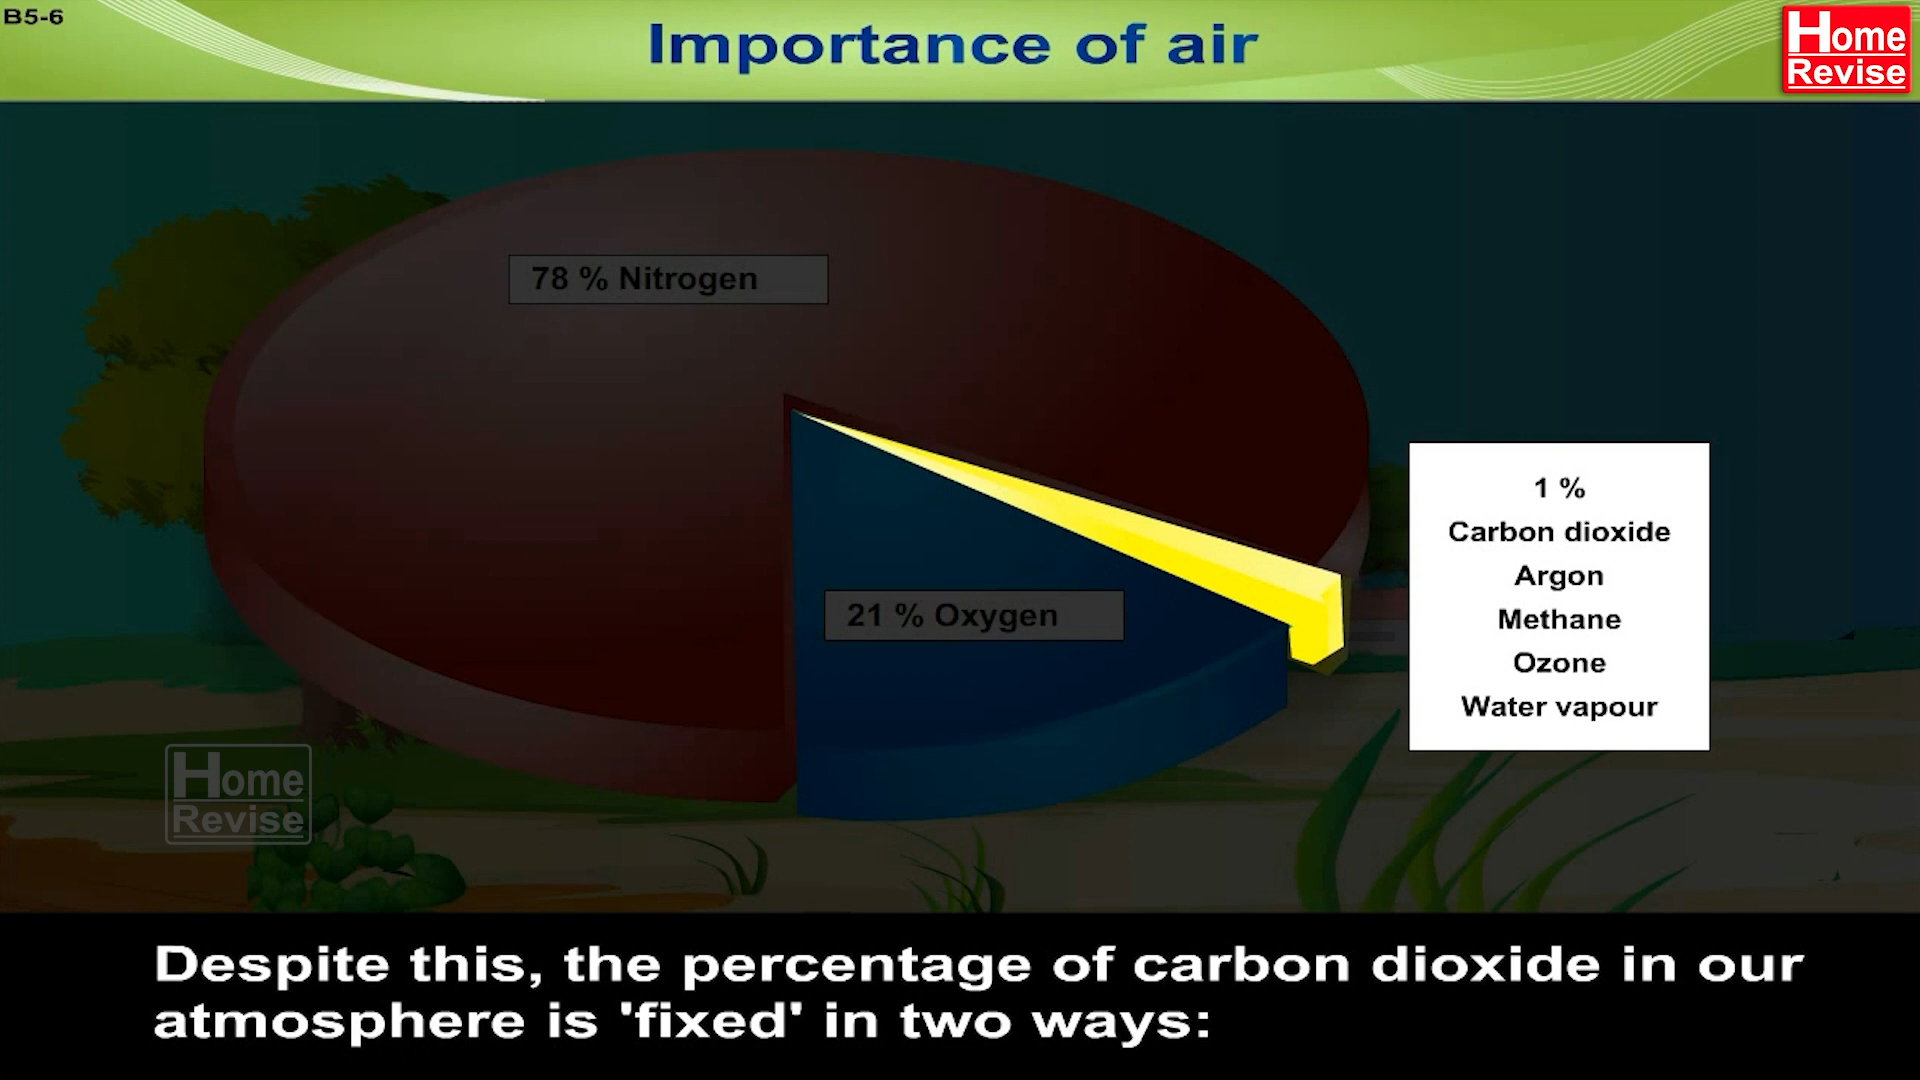 B5-6
Importance of air
Home
Revise
78 % Nitrogen
1 %
Carbon dioxide
Argon
Methane
Ozone
Water vapour
21 % Oxygen
Home
Revise
Despite this, the percentage of carbon dioxide in our
atmosphere is 'fixed' in two ways: